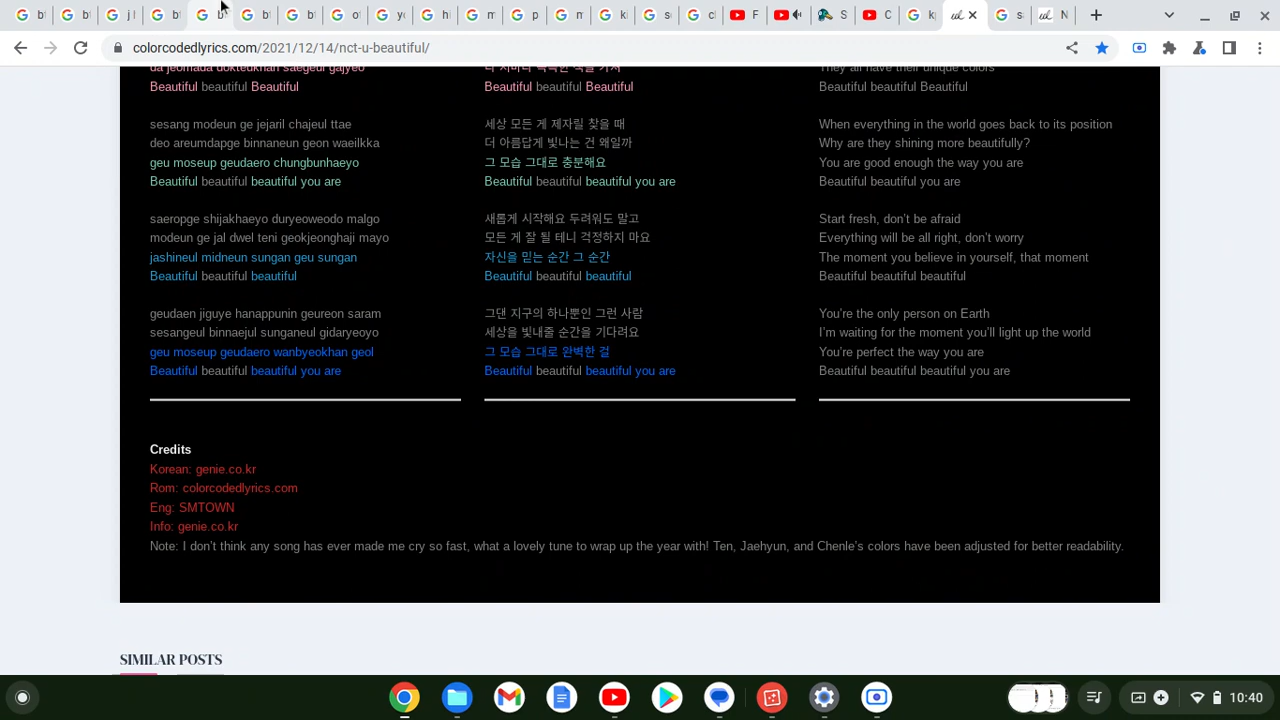 colorcodedlyrics.com/2021/12/14/nct-u-beautiful/
da jeomada dokteukhan saegeul gajyeo
Beautiful beautiful Beautiful
sesang modeun ge jejaril chajeul ttae
deo areumdapge binnaneun geon waeilkka
geu moseup geudaero chungbunhaeyo
Beautiful beautiful beautiful you are
saeropge shijakhaeyo duryeoweodo malgo
modeun ge jal dwel teni geokjeonghaji mayo
jashineul midneun sungan geu sungan
Beautiful beautiful beautiful
geudaen jiguye hanappunin geureon saram
sesangeul binnaejul sunganeul gidaryeoyo
geu moseup geudaero wanbyeokhan geol
Beautiful beautiful beautiful you are
Beautiful beautiful Beautiful
세상 모든 게 제자릴 찾을 때
더 아름답게 빛나는 건 왜일까
그 모습 그대로 충분해요
Beautiful beautiful beautiful you are
새롭게 시작해요 두려워도 말고
모든 게 잘 될 테니 걱정하지 마요
자신을 믿는 순간 그 순간
Beautiful beautiful beautiful
그댄 지구의 하나뿐인 그런 사람
세상을 빛내줄 순간을 기다려요
그 모습 그대로 완벽한 걸
Beautiful beautiful beautiful you are
They all have their unique colors
Beautiful beautiful Beautiful
When everything in the world goes back to its position
Why are they shining more beautifully?
You are good enough the way you are
Beautiful beautiful you are
Start fresh, don't be afraid
Everything will be all right, don't worry
The moment you believe in yourself, that moment
Beautiful beautiful beautiful
You're the only person on Earth
I'm waiting for the moment you'll light up the world
You're perfect the way you are
Beautiful beautiful beautiful you are
Credits
Korean: genie.co.kr
Rom: colorcodedlyrics.com
Eng: SMTOWN
Info: genie.co.kr
Note: I don't think any song has ever made me cry so fast, what a lovely tune to wrap up the year with! Ten, Jaehyun, and Chenle's colors have been adjusted for better readability.
SIMILAR POSTS
10:40